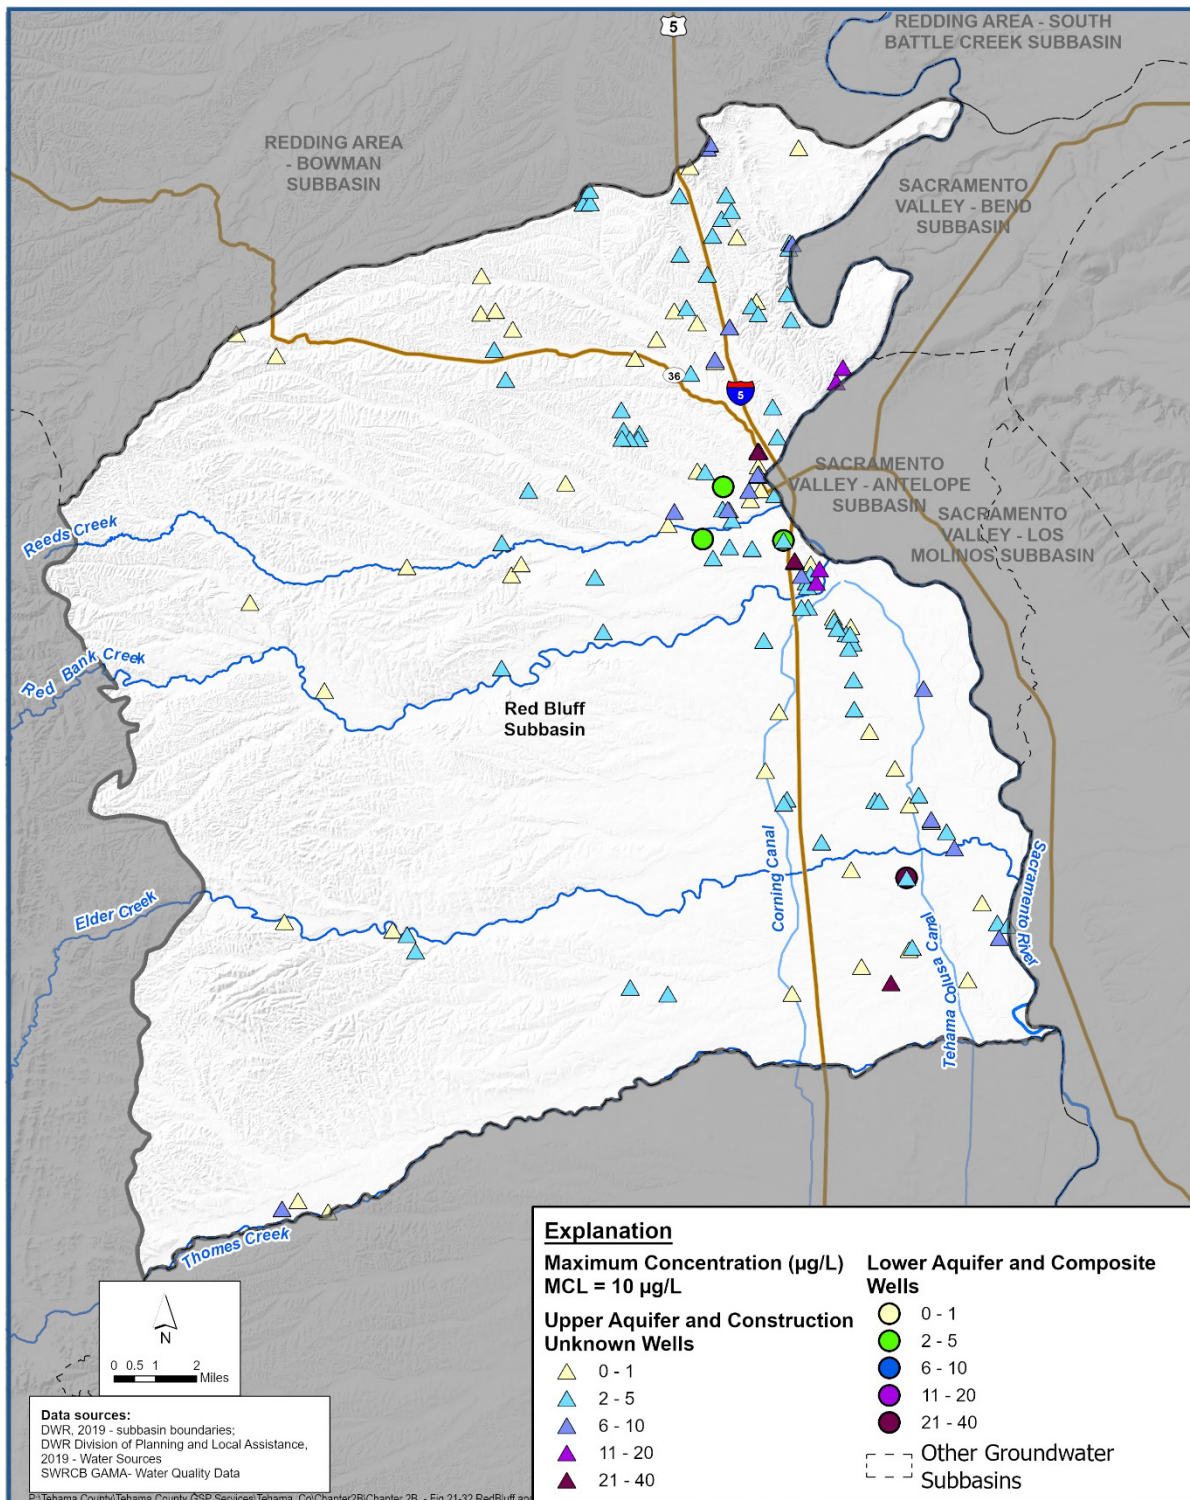 5
REDDING AREA - SOUTH
BATTLE CREEK SUBBASIN
REDDING AREA
- BOWMAN
SUBBASIN
SACRAMENTO
VALLEY - BEND
SUBBASIN
36
5
SACRAMENTO
VALLEY - ANTELOPE
SUBBASIN
SACRAMENTO
VALLEY - LOS
MOLINOS SUBBASIN
Reeds Creek
Red Bank Creek
Red Bluff
Subbasin
Corning Canal
Elder Creek
Sacramento River
Tehama Colusa Canal
Thomes Creek
N
0 0.5 1 2
Miles
Data sources:
DWR, 2019 - subbasin boundaries;
DWR Division of Planning and Local Assistance,
2019 - Water Sources
SWRCB GAMA- Water Quality Data
Explanation
Maximum Concentration (µg/L)
MCL = 10 µg/L
Upper Aquifer and Construction
Unknown Wells
0 - 1
2 - 5
6 - 10
11 - 20
21 - 40
Lower Aquifer and Composite
Wells
0 - 1
2 - 5
6 - 10
11 - 20
21 - 40
Other Groundwater
Subbasins